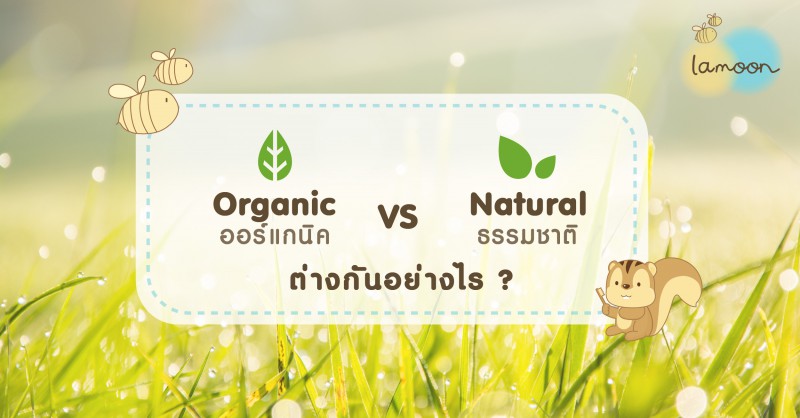 lamoon
Organic vs Natural
ออร์แกนิค ธรรมชาติ
ต่างกันอย่างไร ?